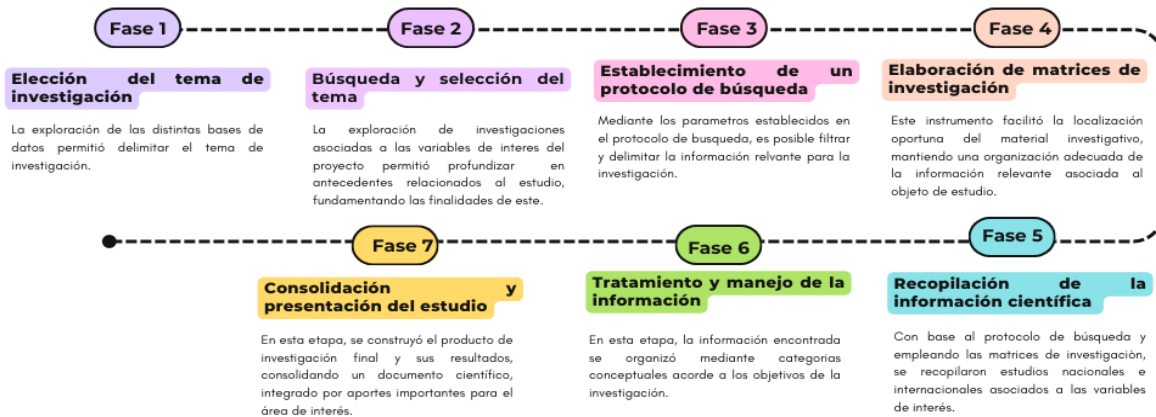 Fase 1
Elección del tema de
investigación
La exploración de las distintas bases de
datos permitió delimitar el tema de
investigación.
Fase 2
Búsqueda y selección del
tema
La exploración de investigaciones
asociadas a las variables de interes del
proyecto permitió profundizar en
antecedentes relacionados al estudio,
fundamentando las finalidades de este.
Fase 3
Establecimiento de un
protocolo de búsqueda
Mediante los parametros establecidos en
el protocolo de busqueda, es posible filtrar
y delimitar la información relvante para la
investigación.
Fase 4
Elaboración de matrices de
investigación
Este instrumento facilitó la localización
oportuna del material investigativo,
mantiendo una organización adecuada de
la información relevante asociada al
objeto de estudio.
Fase 5
Recopilación de la
información científica
Con base al protocolo de búsqueda y
empleando las matrices de investigaciòn,
se recopilaron estudios nacionales e
internacionales asociados a las variables
de interés.
Fase 6
Tratamiento y manejo de la
información
En esta etapa, la información encontrada
se organizó mediante categorias
conceptuales acorde a los objetivos de la
investigación.
Fase 7
Consolidación y
presentación del estudio
En esta etapa, se construyó el producto de
investigación final y sus resultados,
consolidando un documento científico,
integrado por aportes importantes para el
área de interés.